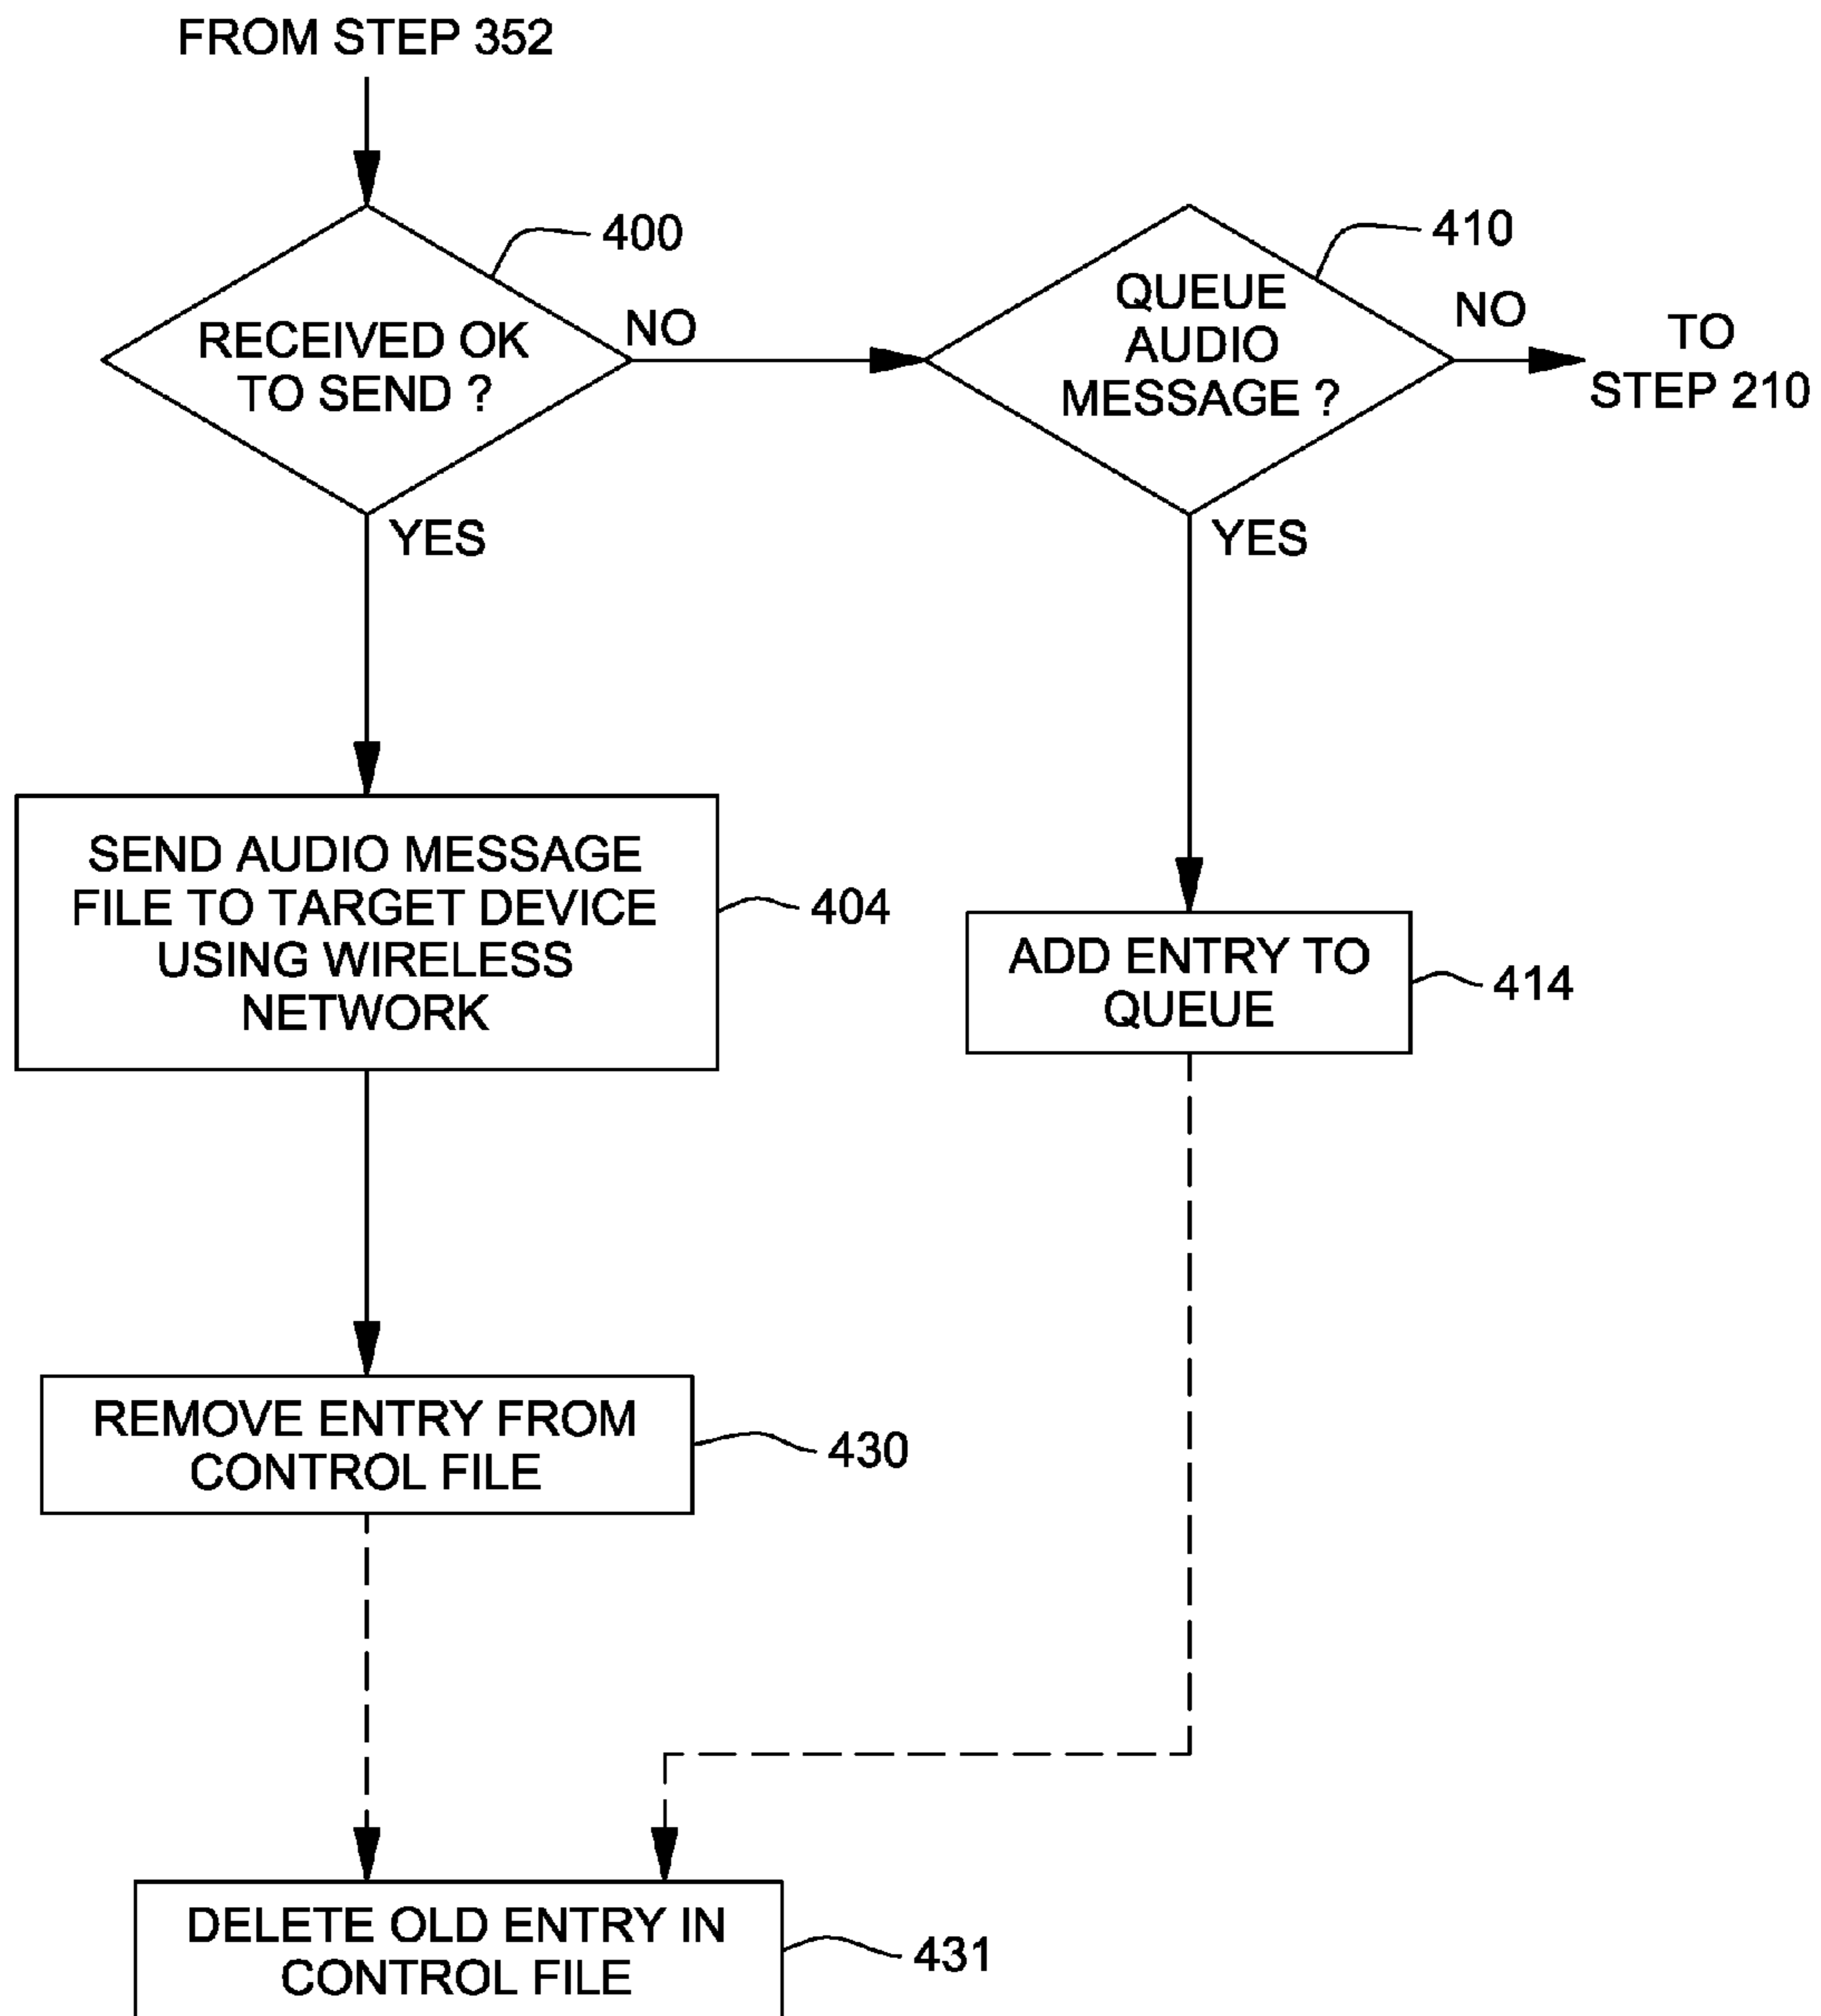 FROM STEP 352
400
RECEIVED OK
TO SEND ?
NO
YES
410
QUEUE
AUDIO
MESSAGE ?
NO
TO
STEP 210
YES
SEND AUDIO MESSAGE
FILE TO TARGET DEVICE
USING WIRELESS
NETWORK
404
ADD ENTRY TO
QUEUE
414
REMOVE ENTRY FROM
CONTROL FILE
430
DELETE OLD ENTRY IN
CONTROL FILE
431